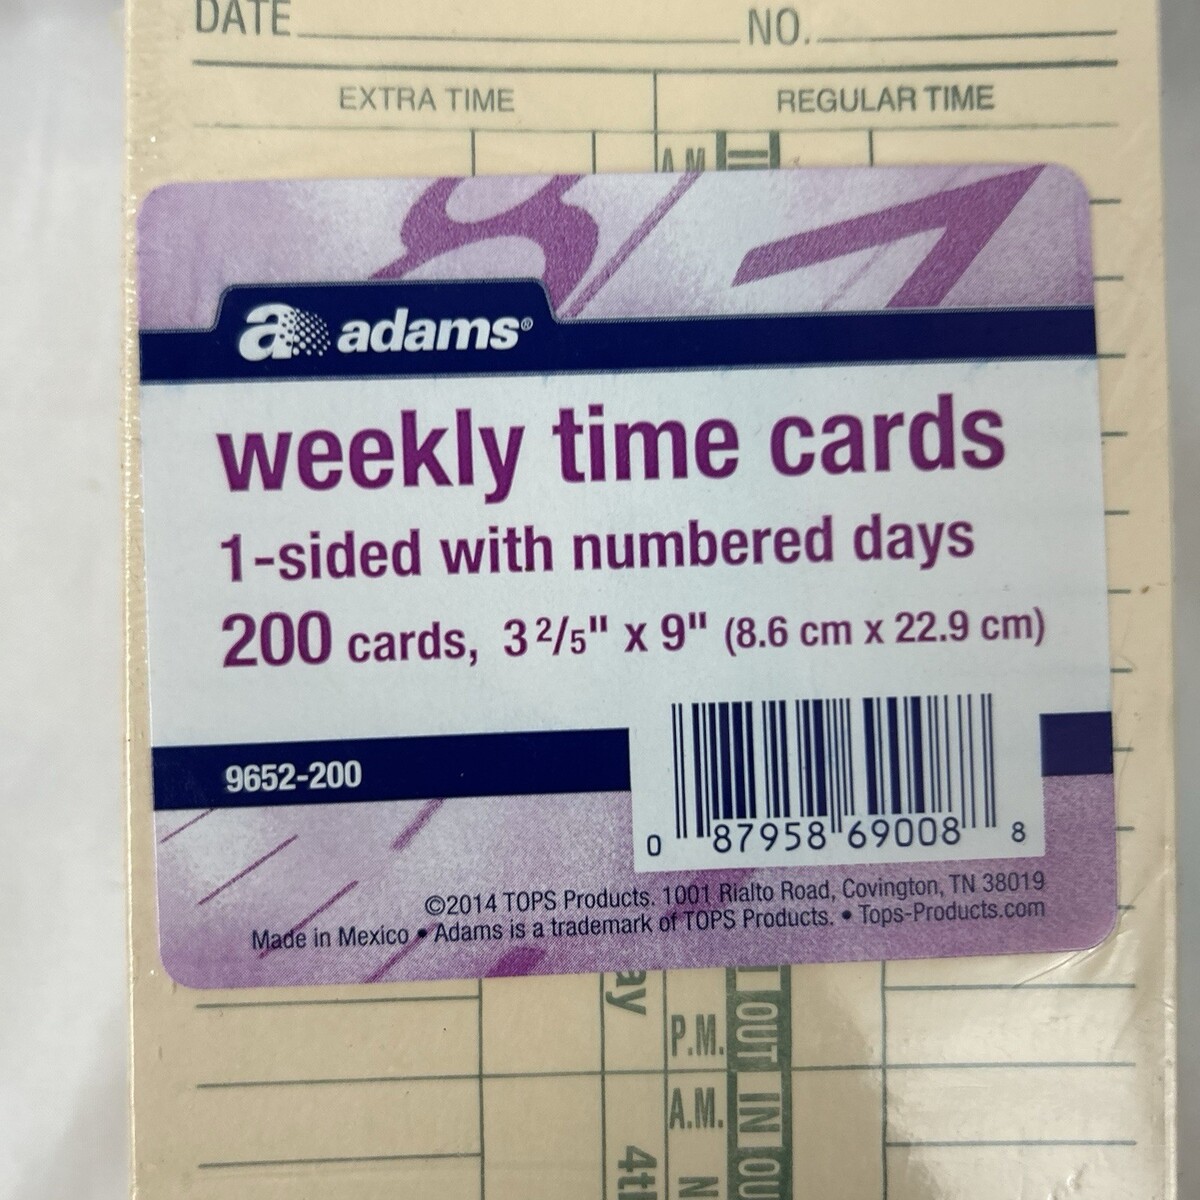 DATE NO.
EXTRA TIME REGULAR TIME
A.M.
a adams®
weekly time cards
1-sided with numbered days
200 cards, 3 2/5" x 9" (8.6 cm x 22.9 cm)
9652-200
0 87958 69008 8
©2014 TOPS Products. 1001 Rialto Road, Covington, TN 38019
Made in Mexico • Adams is a trademark of TOPS Products. • Tops-Products.com
P.M. OUT
A.M. IN